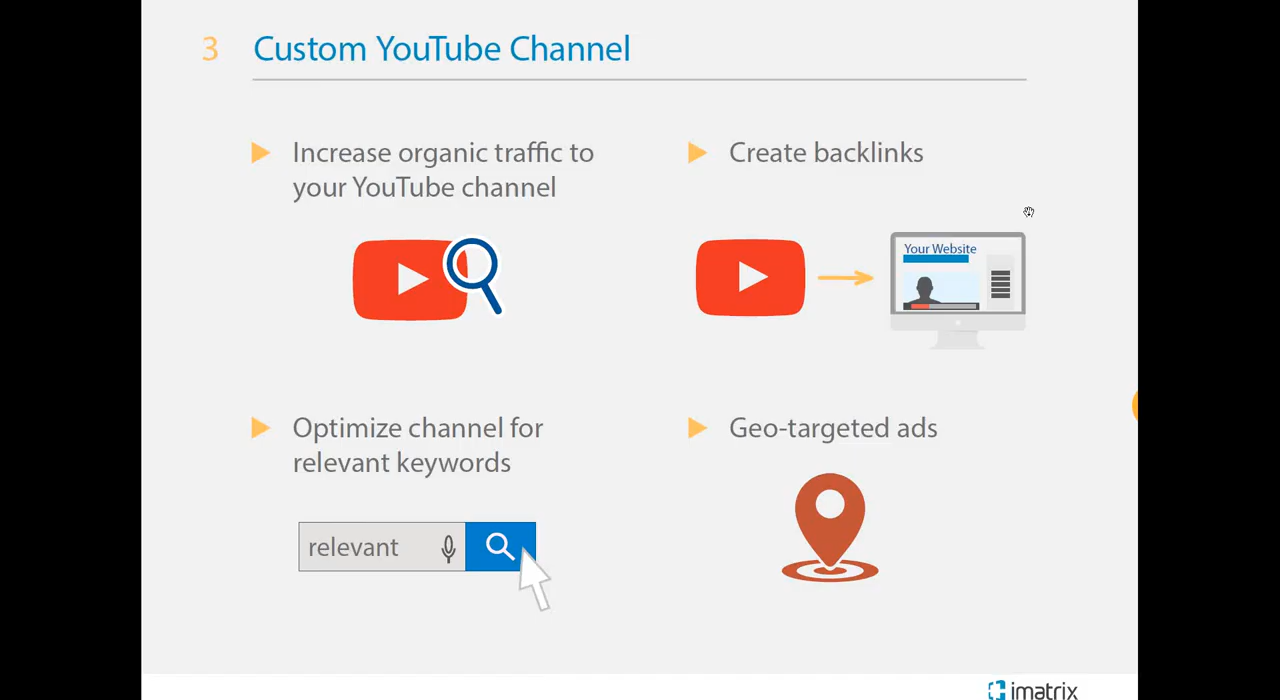 3 Custom YouTube Channel
Increase organic traffic to
your YouTube channel
Create backlinks
Your Website
Optimize channel for
relevant keywords
relevant
Geo-targeted ads
imatrix